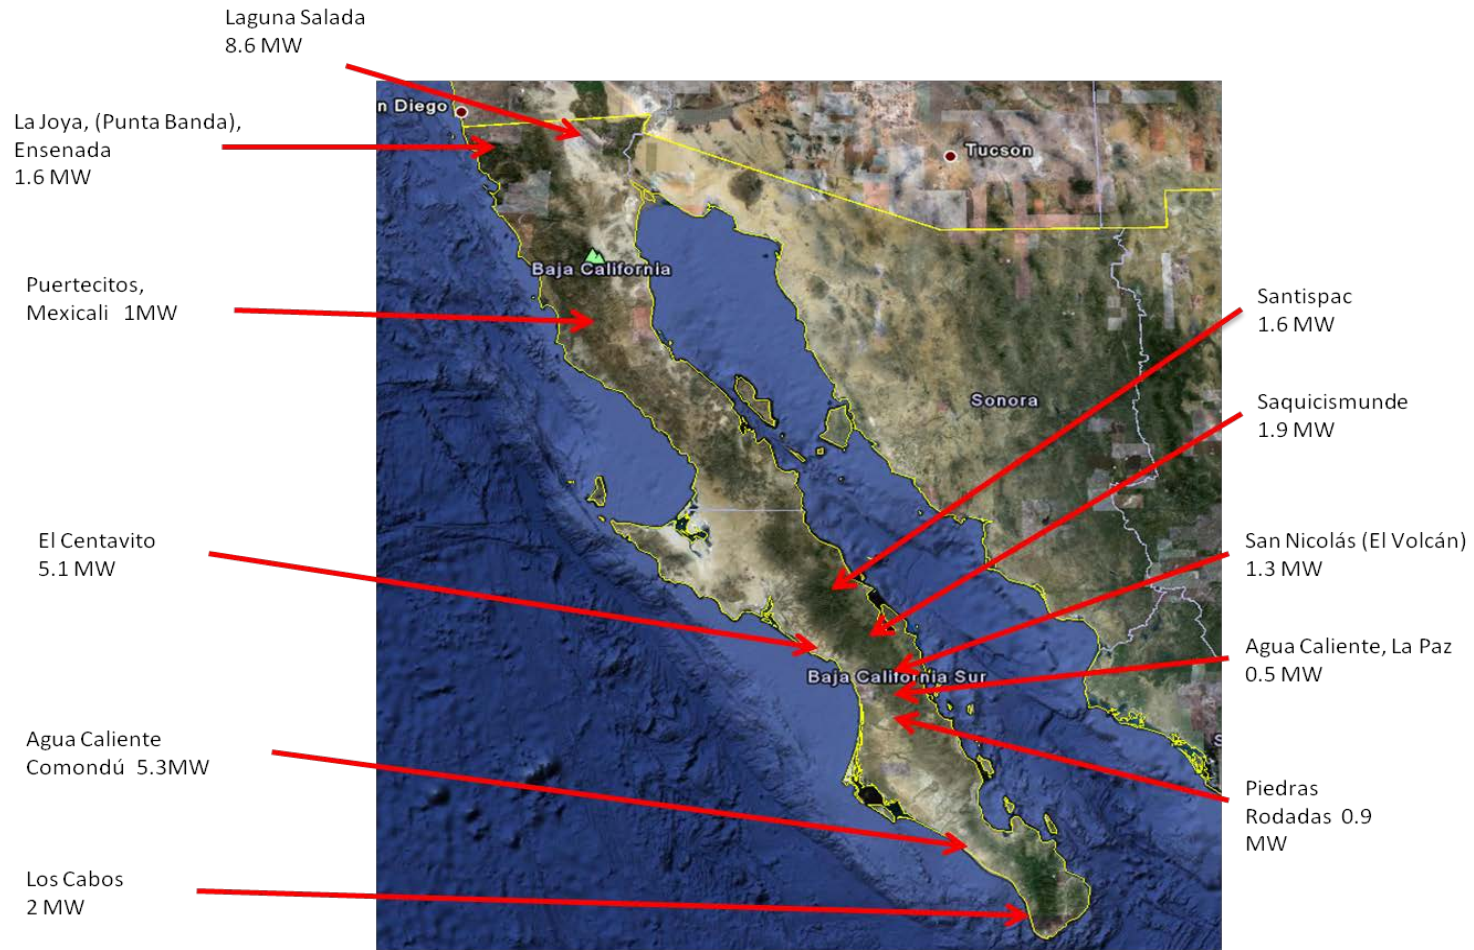 Laguna Salada
8.6 MW
La Joya, (Punta Banda),
Ensenada
1.6 MW
Puertecitos,
Mexicali 1MW
El Centavito
5.1 MW
Agua Caliente
Comondú 5.3MW
Los Cabos
2 MW
n Diego
Tucson
Baja California
Sonora
Baja California Sur
S
Santispac
1.6 MW
Saquicismunde
1.9 MW
San Nicolás (El Volcán)
1.3 MW
Agua Caliente, La Paz
0.5 MW
Piedras
Rodadas 0.9
MW